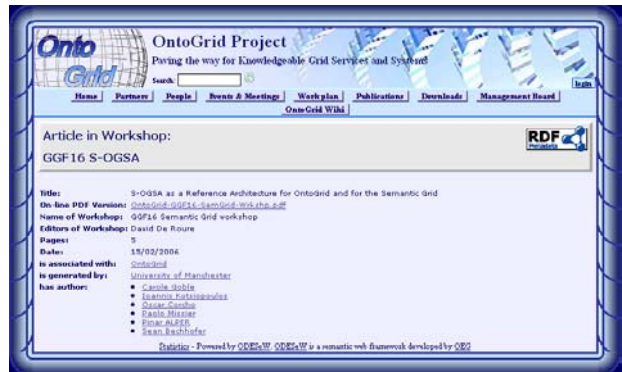 Onto
Grid
OntoGrid Project
Paving the way for Knowledgeable Grid Services and Systems
Search:
login
Home | Partners | People | Events & Meetings | Workplan | Publications | Downloads | Management Board |
OntoGrid Wiki |
Article in Workshop:
GGF16 S-OGSA
RDF
Metadata
Title: S-OGSA as a Reference Architecture for OntoGrid and for the Semantic Grid
On-line PDF Version: OntoGrid-GGF16-SemGrid-Wrkshp.pdf
Name of Workshop: GGF16 Semantic Grid workshop
Editors of Workshop: David De Roure
Pages: 5
Date: 15/02/2006
is associated with: OntoGrid
is generated by: University of Manchester
has author: • Carole Goble
• Ioannis Kotsiopoulos
• Oscar Corcho
• Paolo Missier
• Pinar ALPER
• Sean Bechhofer
Statistics - Powered by ODESeW. ODESeW is a semantic web framework developed by OEG